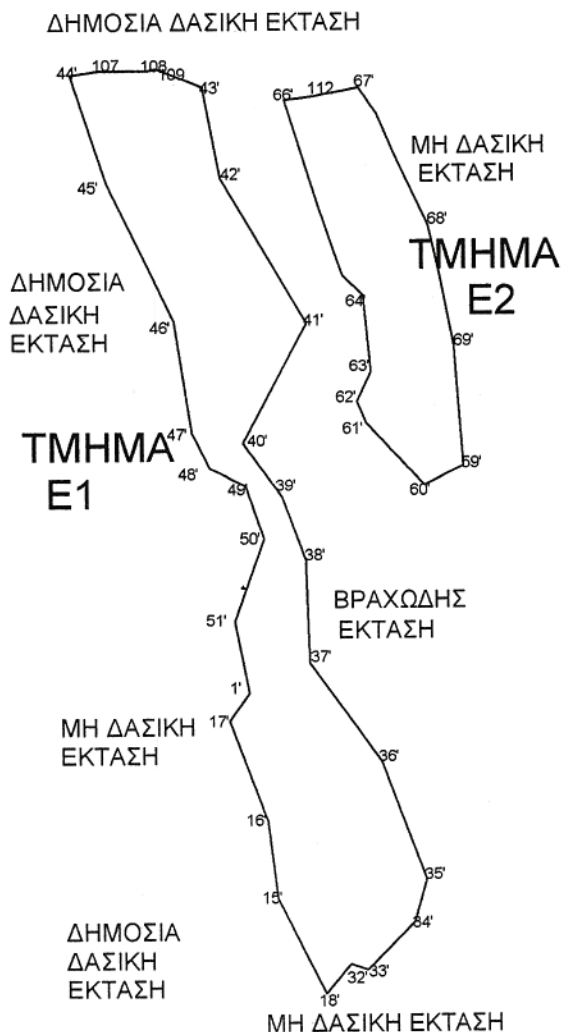 ΔΗΜΟΣΙΑ ΔΑΣΙΚΗ ΕΚΤΑΣΗ
44'
107
108
109
43'
66'
112
67'
ΜΗ ΔΑΣΙΚΗ
ΕΚΤΑΣΗ
45'
42'
68'
ΤΜΗΜΑ
Ε2
ΔΗΜΟΣΙΑ
ΔΑΣΙΚΗ
ΕΚΤΑΣΗ
46'
41'
64'
69'
63'
62'
61'
47'
40'
ΤΜΗΜΑ
Ε1
48'
49'
39'
59'
60'
50'
38'
ΒΡΑΧΩΔΗΣ
ΕΚΤΑΣΗ
51'
37'
1'
17'
ΜΗ ΔΑΣΙΚΗ
ΕΚΤΑΣΗ
36'
16'
35'
15'
34'
ΔΗΜΟΣΙΑ
ΔΑΣΙΚΗ
ΕΚΤΑΣΗ
32'
33'
18'
ΜΗ ΔΑΣΙΚΗ ΕΚΤΑΣΗ